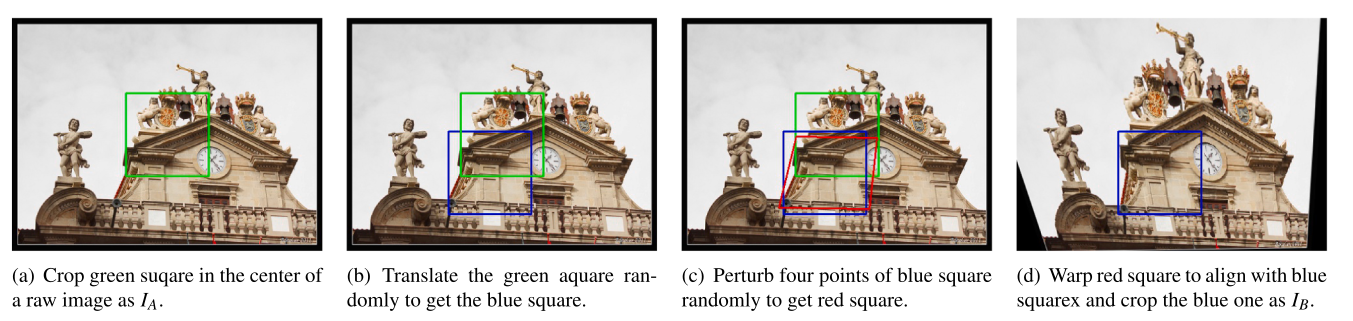 (a) Crop green suqare in the center of
a raw image as I_A.
(b) Translate the green aquare ran-
domly to get the blue square.
(c) Perturb four points of blue square
randomly to get red square.
(d) Warp red square to align with blue
squarex and crop the blue one as I_B.